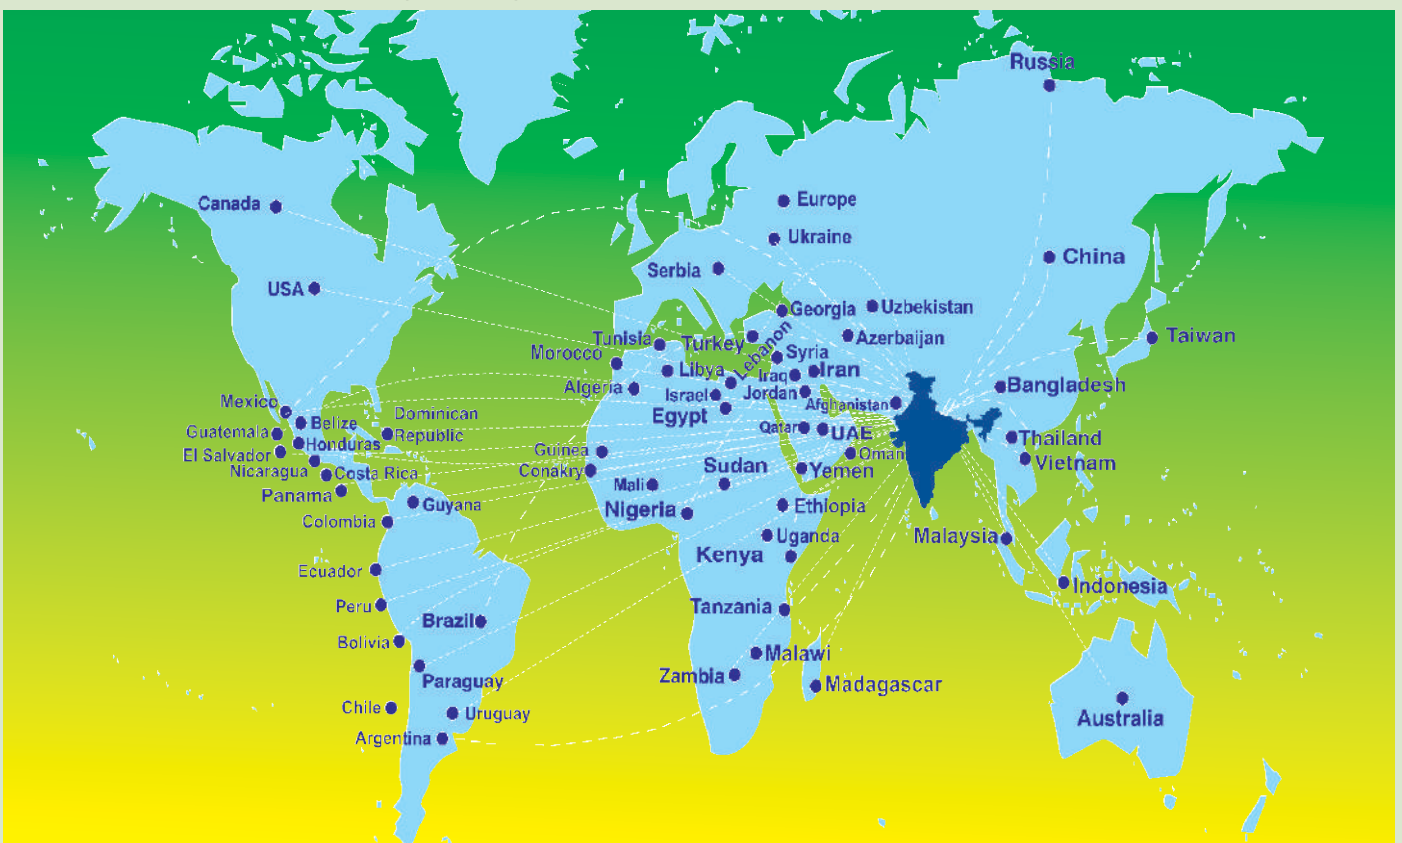 Russia
Canada
Europe
Ukraine
China
Serbia
USA
Georgia
Uzbekistan
Tunisia
Turkey
Azerbaijan
Taiwan
Morocco
Lebanon
Syria
Libya
Iraq
Iran
Algeria
Israel
Jordan
Bangladesh
Mexico
Egypt
Afghanistan
Belize
Dominican
Republic
Guatemala
Honduras
Qatar
UAE
Thailand
El Salvador
Guinea
Oman
Vietnam
Nicaragua
Costa Rica
Conakry
Sudan
Yemen
Panama
Mali
Guyana
Nigeria
Ethiopia
Colombia
Uganda
Malaysia
Kenya
Ecuador
Indonesia
Peru
Tanzania
Brazil
Bolivia
Malawi
Zambia
Paraguay
Madagascar
Chile
Uruguay
Australia
Argentina